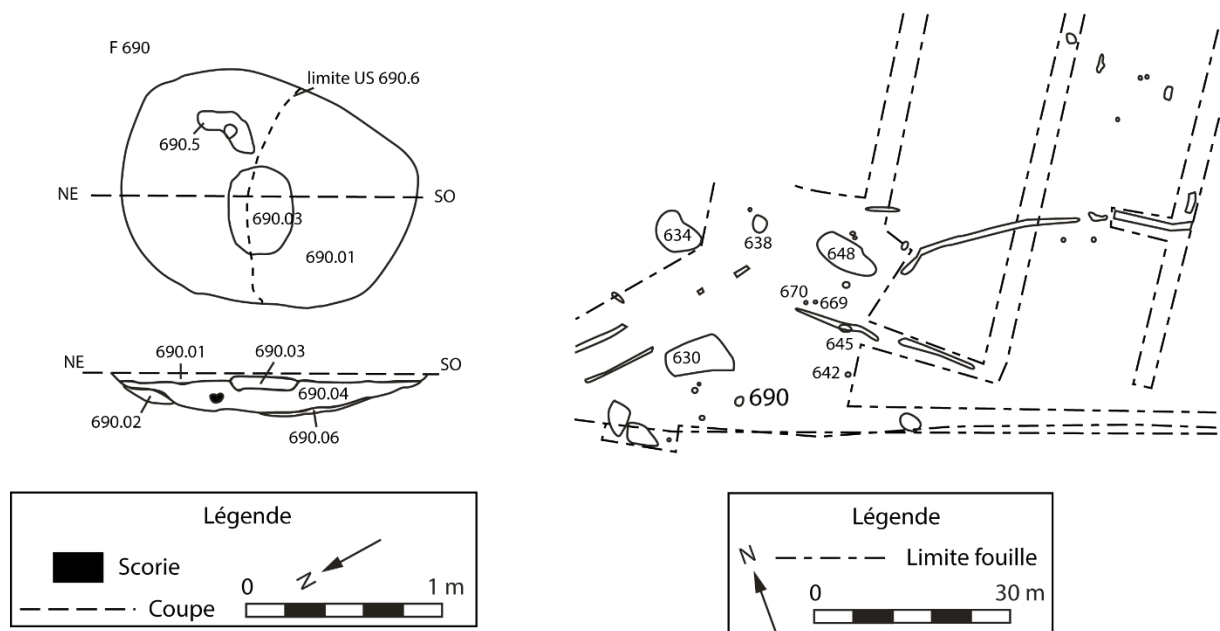 F 690
limite US 690.6
690.5
NE
SO
690.03
690.01
NE
690.01
690.03
SO
690.04
690.02
690.06
Légende
Scorie
Coupe
N
0
1 m
634
638
648
670
669
645
630
642
690
Légende
N
Limite fouille
0
30 m